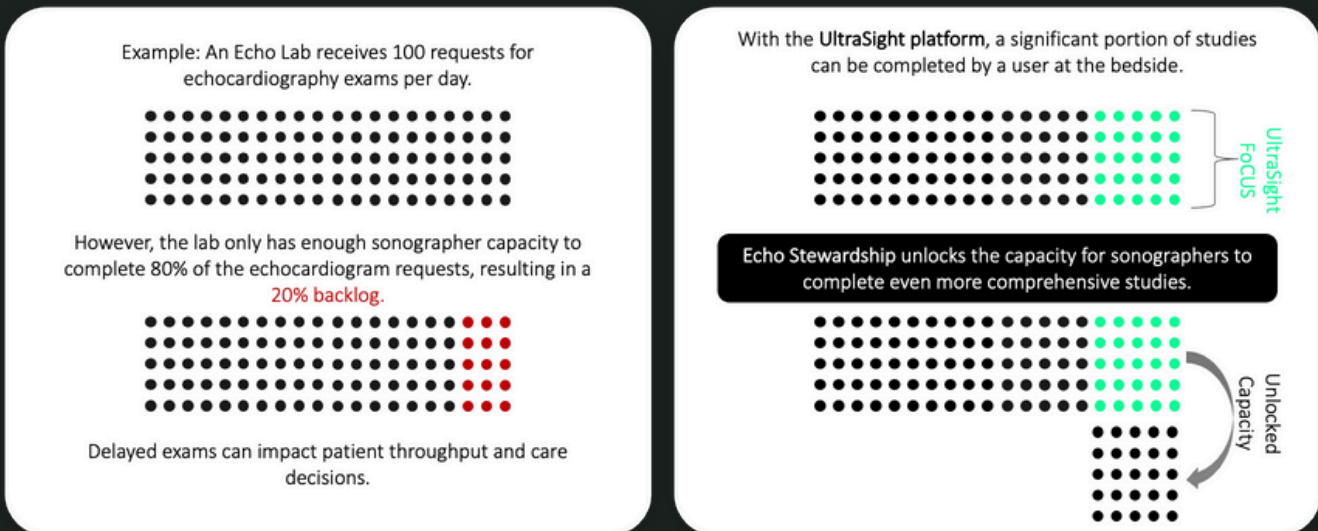 Example: An Echo Lab receives 100 requests for
echocardiography exams per day.
However, the lab only has enough sonographer capacity to
complete 80% of the echocardiogram requests, resulting in a
20% backlog.
Delayed exams can impact patient throughput and care
decisions.
With the UltraSight platform, a significant portion of studies
can be completed by a user at the bedside.
UltraSight
FoCUS
Echo Stewardship unlocks the capacity for sonographers to
complete even more comprehensive studies.
Unlocked
Capacity